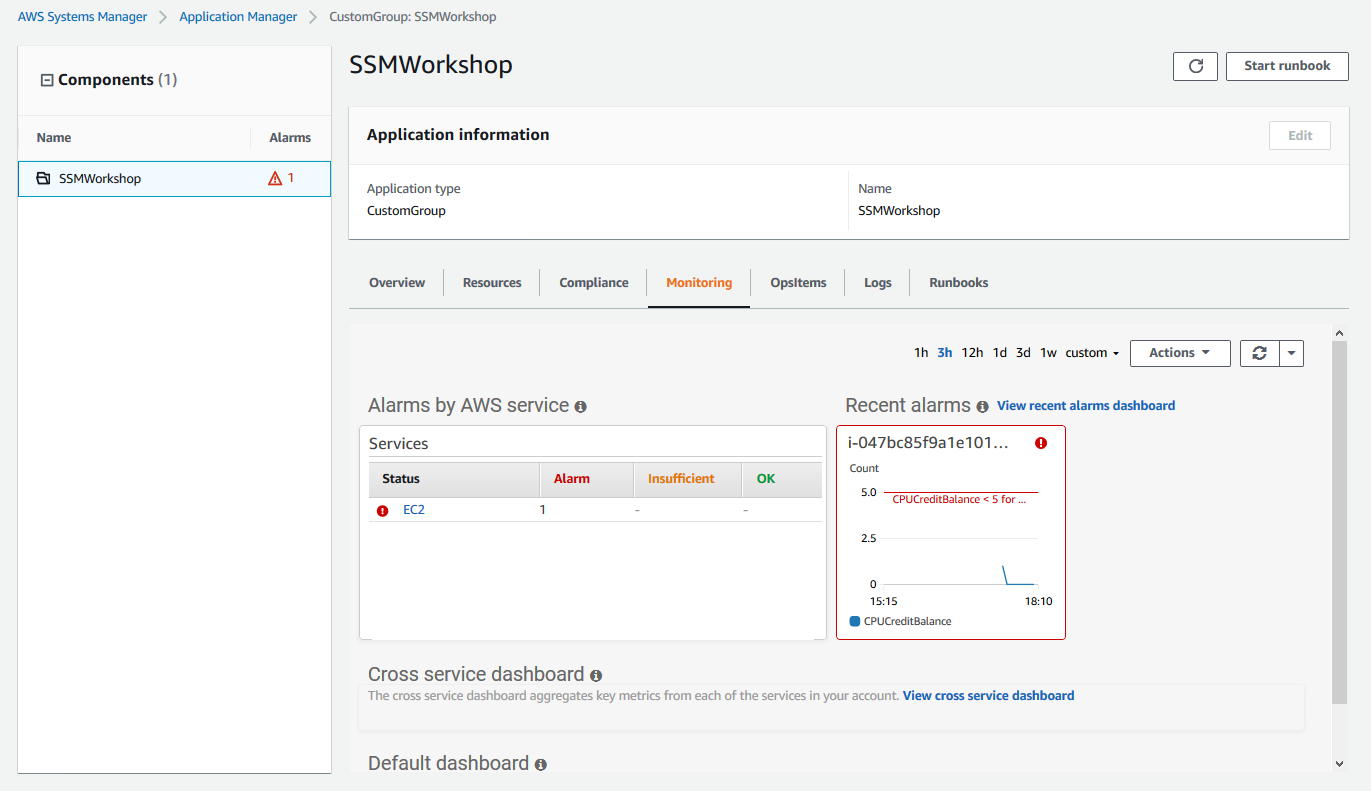 AWS Systems Manager > Application Manager > CustomGroup: SSMWorkshop
Components (1)
Name Alarms
SSMWorkshop 1
SSMWorkshop
Start runbook
Application information
Edit
Application type
CustomGroup
Name
SSMWorkshop
Overview Resources Compliance Monitoring OpsItems Logs Runbooks
1h 3h 12h 1d 3d 1w custom Actions
Alarms by AWS service
Services
Status Alarm Insufficient OK
EC2 1 - -
Recent alarms View recent alarms dashboard
i-047bc85f9a1e101...
Count
5.0
CPUCreditBalance < 5 for ...
2.5
0
15:15 18:10
CPUCreditBalance
Cross service dashboard
The cross service dashboard aggregates key metrics from each of the services in your account. View cross service dashboard
Default dashboard